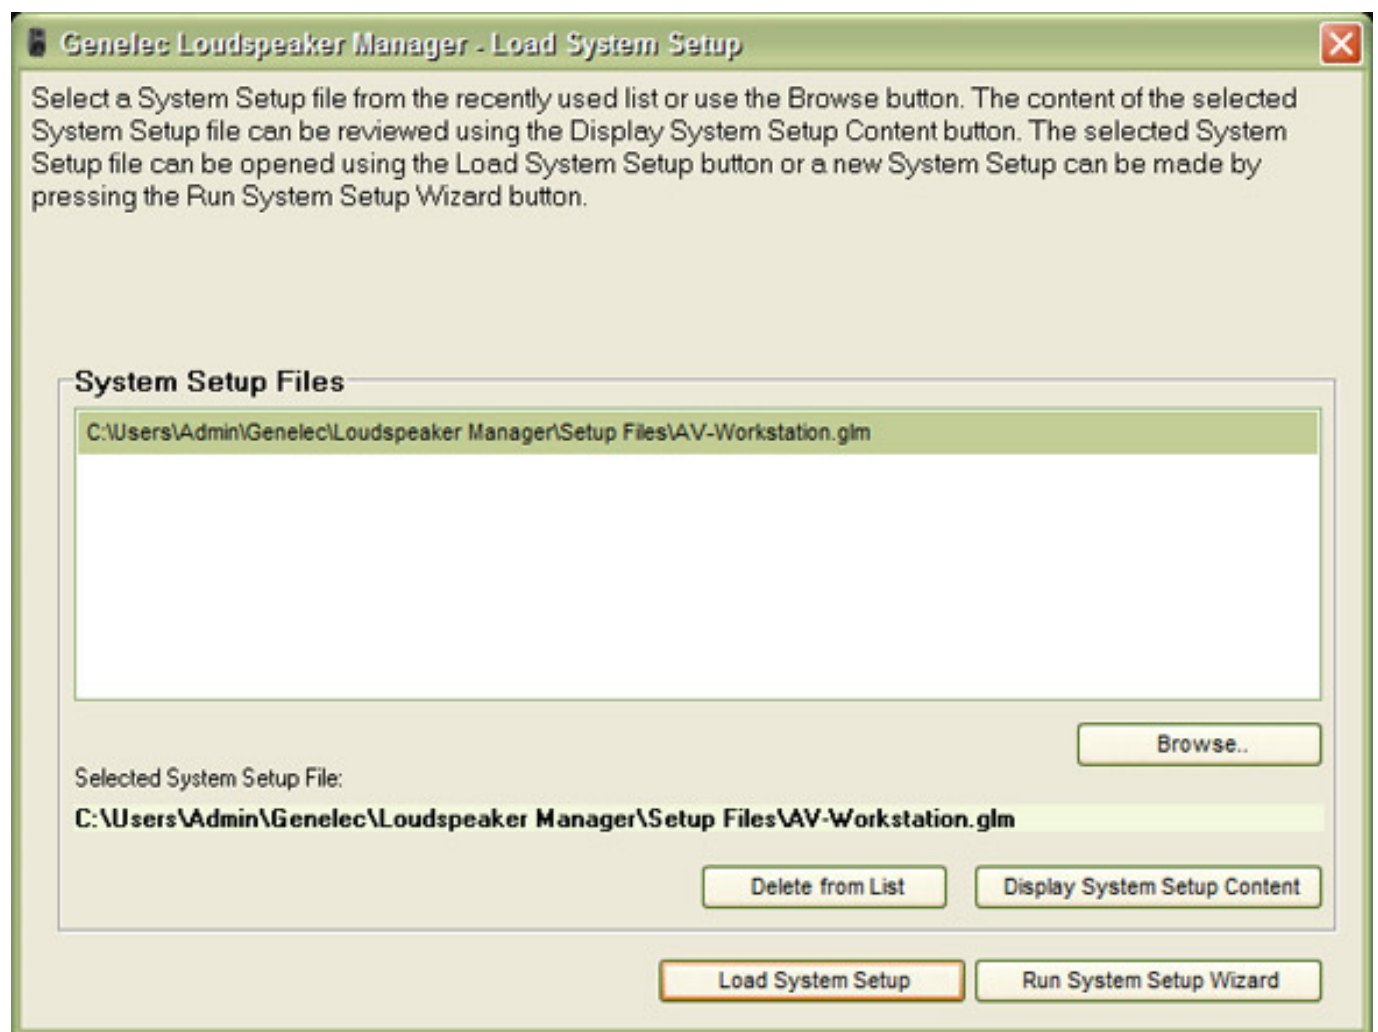 Genelec Loudspeaker Manager - Load System Setup
Select a System Setup file from the recently used list or use the Browse button. The content of the selected
System Setup file can be reviewed using the Display System Setup Content button. The selected System
Setup file can be opened using the Load System Setup button or a new System Setup can be made by
pressing the Run System Setup Wizard button.
System Setup Files
C:\Users\Admin\Genelec\Loudspeaker Manager\Setup Files\AV-Workstation.glm
Browse..
Selected System Setup File:
C:\Users\Admin\Genelec\Loudspeaker Manager\Setup Files\AV-Workstation.glm
Delete from List
Display System Setup Content
Load System Setup
Run System Setup Wizard